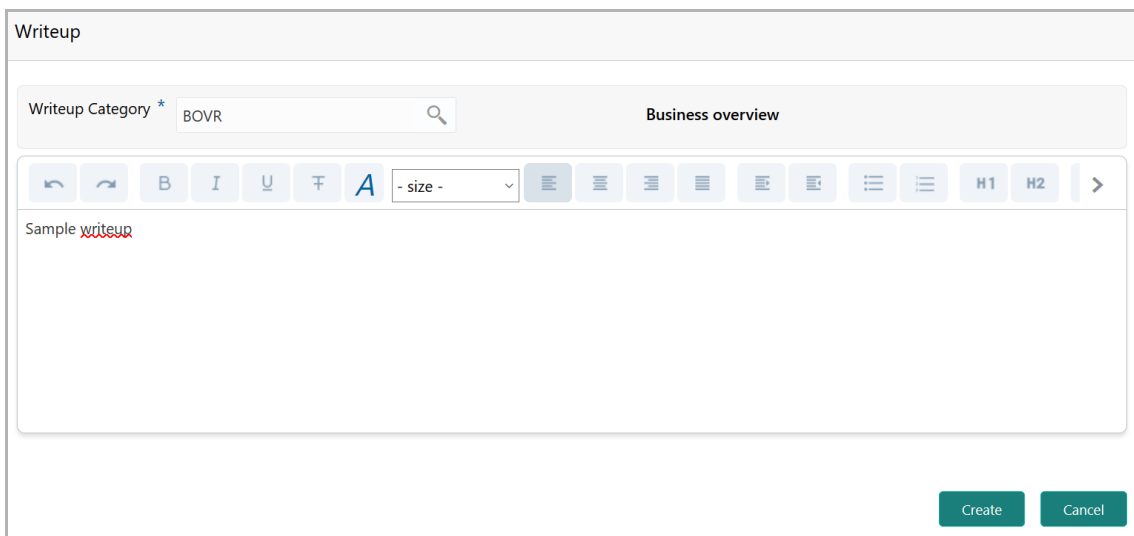 Writeup
Writeup Category * BOVR Business overview
B I U T A - size - H1 H2
Sample writeup
Create Cancel